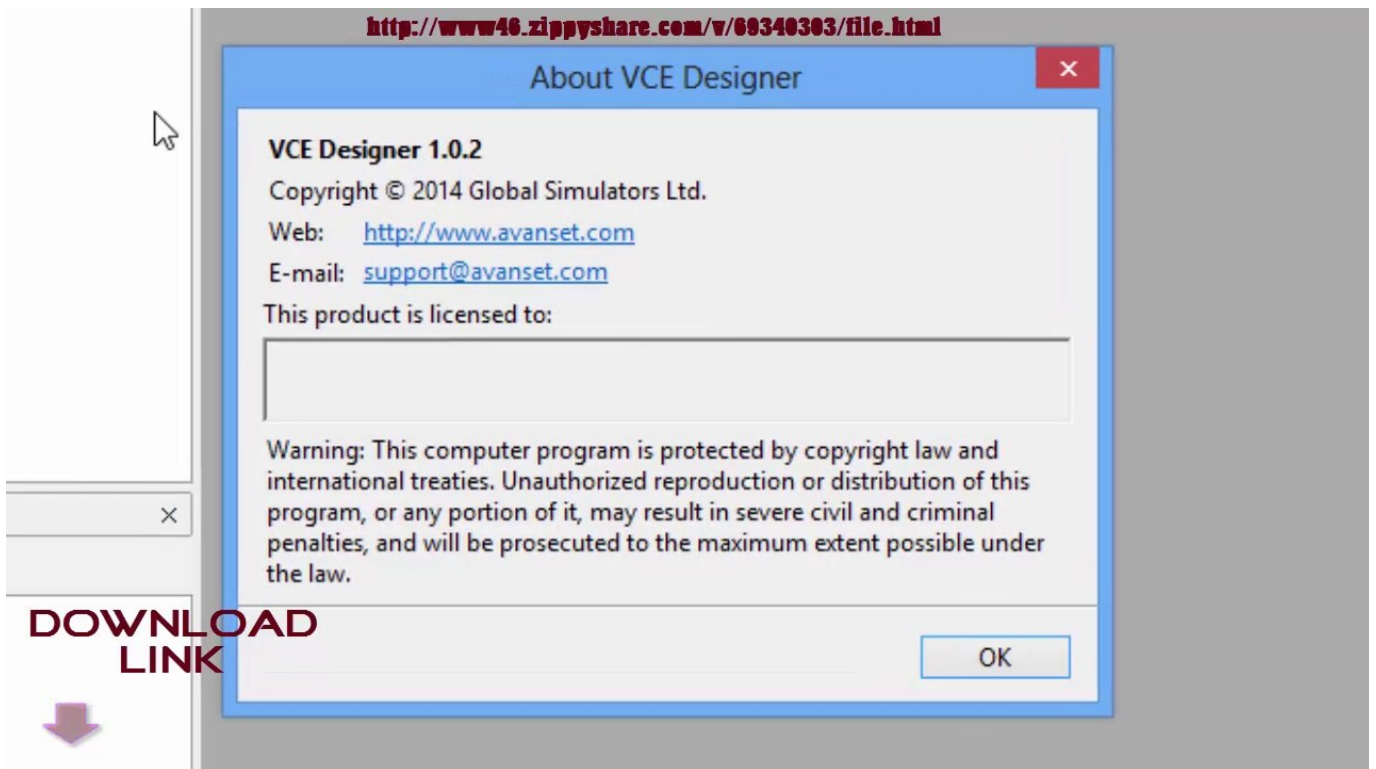 http://www46.zippyshare.com/v/69340303/file.html
About VCE Designer
VCE Designer 1.0.2
Copyright © 2014 Global Simulators Ltd.
Web: http://www.avanset.com
E-mail: support@avanset.com
This product is licensed to:
Warning: This computer program is protected by copyright law and
international treaties. Unauthorized reproduction or distribution of this
program, or any portion of it, may result in severe civil and criminal
penalties, and will be prosecuted to the maximum extent possible under
the law.
DOWNLOAD
LINK
OK